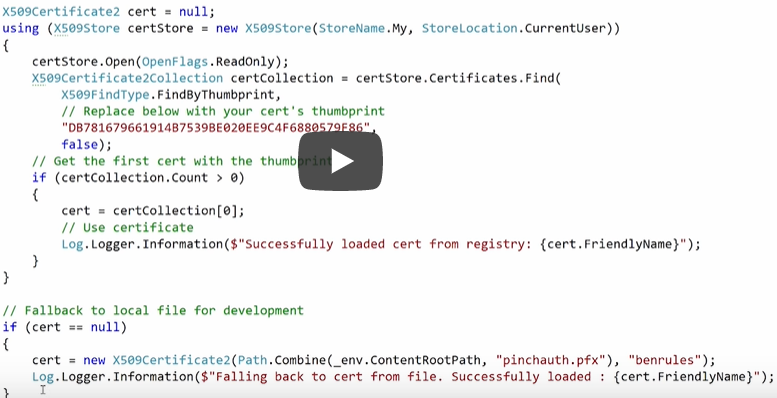 X509Certificate2 cert = null;
using (X509Store certStore = new X509Store(StoreName.My, StoreLocation.CurrentUser))
{
certStore.Open(OpenFlags.ReadOnly);
X509Certificate2Collection certCollection = certStore.Certificates.Find(
X509FindType.FindByThumbprint,
// Replace below with your cert's thumbprint
"DB781679661914B7539BE020EE9C4F6880579F86",
false);
// Get the first cert with the thumbprint
if (certCollection.Count > 0)
{
cert = certCollection[0];
// Use certificate
Log.Logger.Information($"Successfully loaded cert from registry: {cert.FriendlyName}");
}
}
// Fallback to local file for development
if (cert == null)
{
cert = new X509Certificate2(Path.Combine(_env.ContentRootPath, "pinchauth.pfx"), "benrules");
Log.Logger.Information($"Falling back to cert from file. Successfully loaded : {cert.FriendlyName}");
}